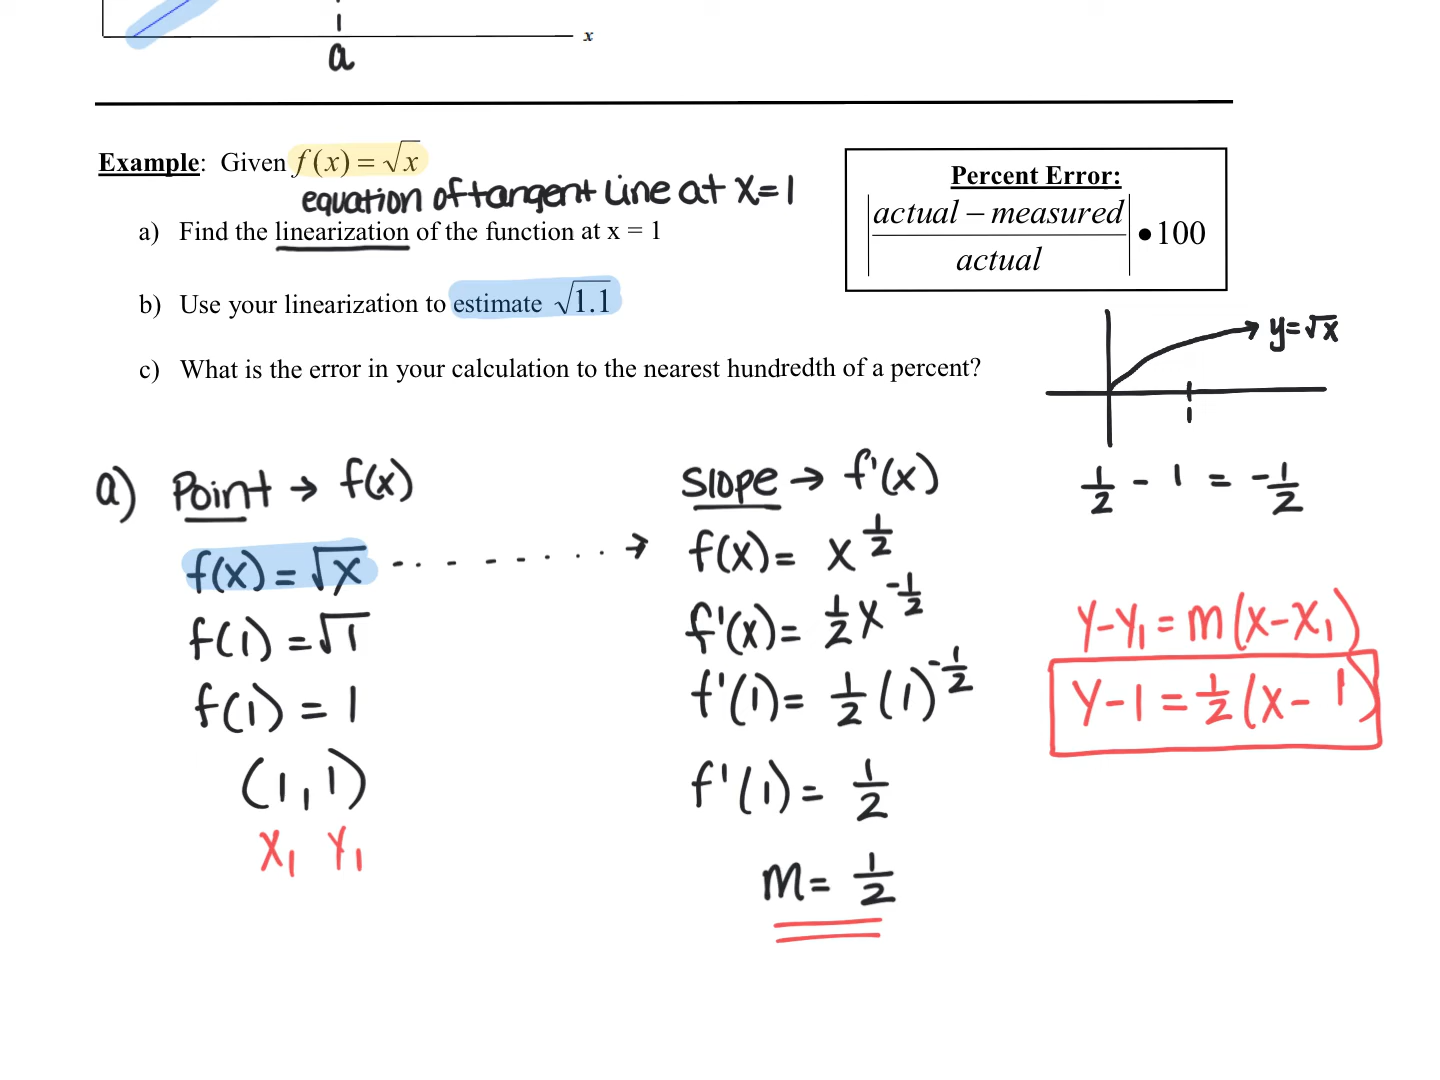 x
a
Example: Given f(x) = √x
equation of tangent Line at X=1
a) Find the linearization of the function at x = 1
b) Use your linearization to estimate √1.1
c) What is the error in your calculation to the nearest hundredth of a percent?
Percent Error:
|actual − measured / actual| • 100
y=√x
a) Point → f(x)
f(x) = √x
f(1) = √1
f(1) = 1
(1, 1)
X₁ Y₁
Slope → f'(x)
f(x) = x^(1/2)
f'(x) = 1/2 x^(-1/2)
f'(1) = 1/2 (1)^(-1/2)
f'(1) = 1/2
m = 1/2
1/2 - 1 = -1/2
Y-Y₁ = m(x-x₁)
Y-1 = 1/2 (x-1)